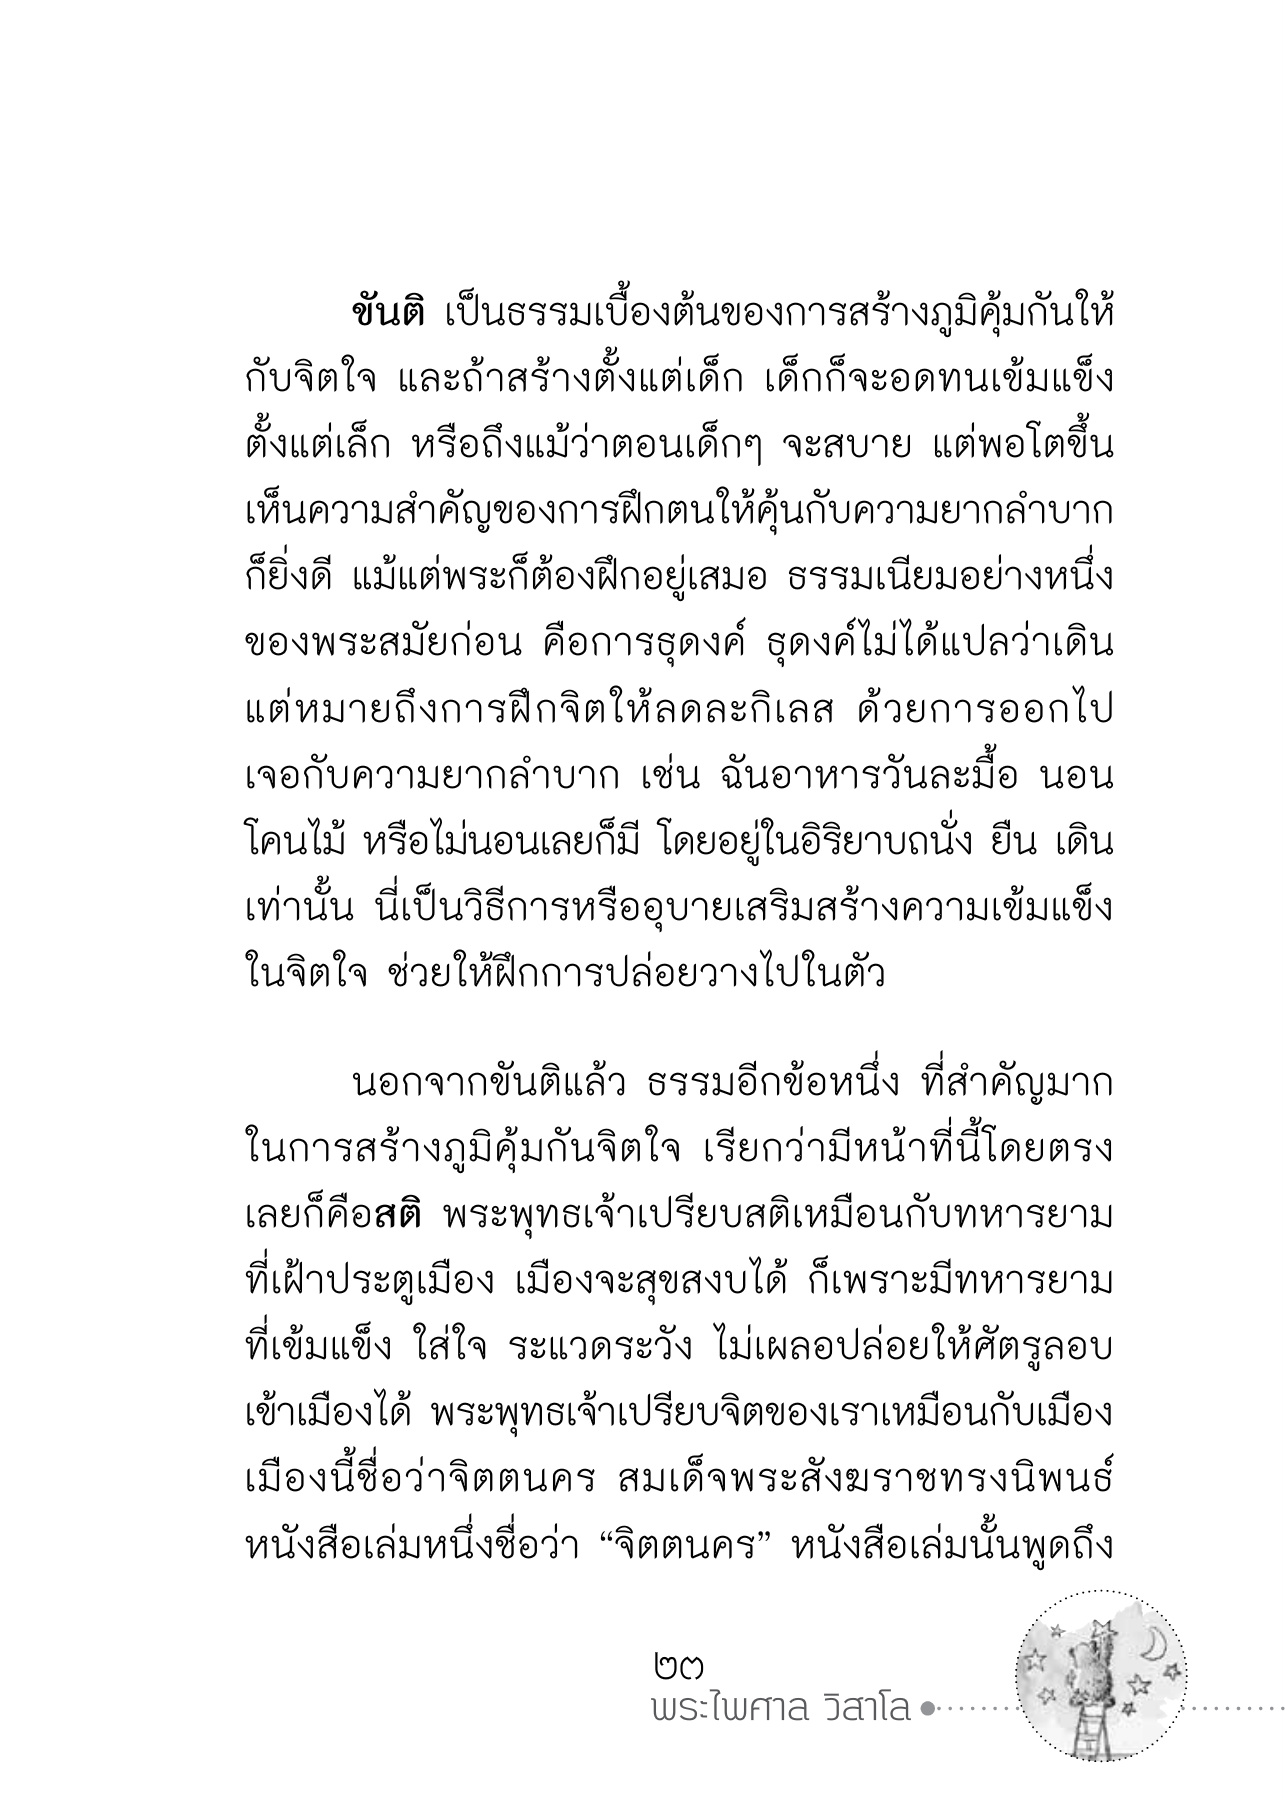 ขันติ เป็นธรรมเบื้องต้นของการสร้างภูมิคุ้มกันให้
กับจิตใจ และถ้าสร้างตั้งแต่เด็ก เด็กก็จะอดทนเข้มแข็ง
ตั้งแต่เล็ก หรือถึงแม้ว่าตอนเด็กๆ จะสบาย แต่พอโตขึ้น
เห็นความสำคัญของการฝึกตนให้คุ้นกับความยากลำบาก
ก็ยิ่งดี แม้แต่พระก็ต้องฝึกอยู่เสมอ ธรรมเนียมอย่างหนึ่ง
ของพระสมัยก่อน คือการธุดงค์ ธุดงค์ไม่ได้แปลว่าเดิน
แต่หมายถึงการฝึกจิตให้ลดละกิเลส ด้วยการออกไป
เจอกับความยากลำบาก เช่น ฉันอาหารวันละมื้อ นอน
โคนไม้ หรือไม่นอนเลยก็มี โดยอยู่ในอิริยาบถนั่ง ยืน เดิน
เท่านั้น นี่เป็นวิธีการหรืออุบายเสริมสร้างความเข้มแข็ง
ในจิตใจ ช่วยให้ฝึกการปล่อยวางไปในตัว
นอกจากขันติแล้ว ธรรมอีกข้อหนึ่ง ที่สำคัญมาก
ในการสร้างภูมิคุ้มกันจิตใจ เรียกว่ามีหน้าที่นี้โดยตรง
เลยก็คือสติ พระพุทธเจ้าเปรียบสติเหมือนกับทหารยาม
ที่เฝ้าประตูเมือง เมืองจะสุขสงบได้ ก็เพราะมีทหารยาม
ที่เข้มแข็ง ใส่ใจ ระแวดระวัง ไม่เผลอปล่อยให้ศัตรูลอบ
เข้าเมืองได้ พระพุทธเจ้าเปรียบจิตของเราเหมือนกับเมือง
เมืองนี้ชื่อว่าจิตตนคร สมเด็จพระสังฆราชทรงนิพนธ์
หนังสือเล่มหนึ่งชื่อว่า “จิตตนคร” หนังสือเล่มนั้นพูดถึง
๒๓
พระไพศาล วิสาโล